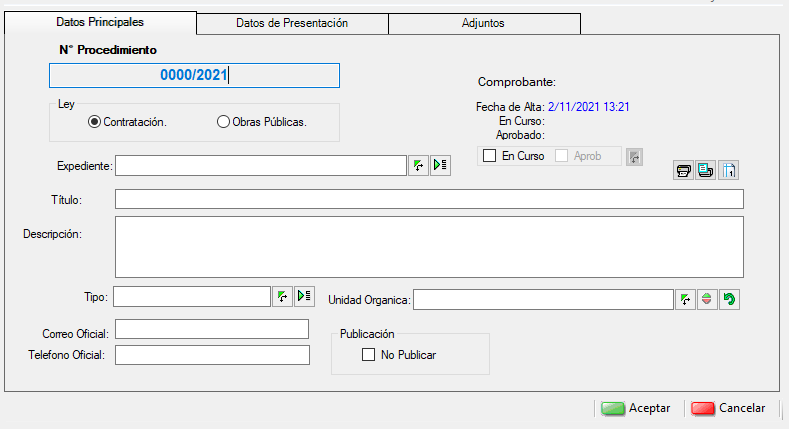 Datos Principales
Datos de Presentación
Adjuntos
N° Procedimiento
0000/2021
Comprobante:
Ley
Contratación.
Obras Públicas.
Fecha de Alta: 2/11/2021 13:21
En Curso:
Aprobado:
En Curso
Aprob
Expediente:
Título:
Descripción:
Tipo:
Unidad Organica:
Correo Oficial:
Telefono Oficial:
Publicación
No Publicar
Aceptar
Cancelar